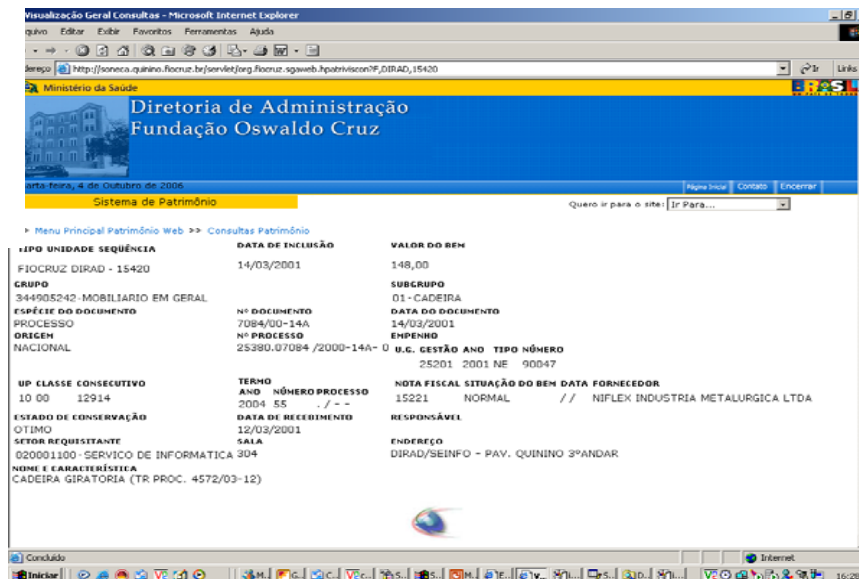 Visualização Geral Consultas - Microsoft Internet Explorer
quivo Editar Exibir Favoritos Ferramentas Ajuda
http://soneca.quinino.fiocruz.br/servlet/org.fiocruz.sgaweb.hpatriviscon?F,DIRAD,15420 Ir Links
Ministério da Saúde BRASIL
Diretoria de Administração
Fundação Oswaldo Cruz
arta-feira, 4 de Outubro de 2006 Página Inicial Contato Encerrar
Sistema de Patrimônio Quero ir para o site: Ir Para...
Menu Principal Patrimônio Web >> Consultas Patrimônio
TIPO UNIDADE SEQÜÊNCIA DATA DE INCLUSÃO VALOR DO BEM
FIOCRUZ DIRAD - 15420 14/03/2001 148,00
GRUPO SUBGRUPO
344905242-MOBILIARIO EM GERAL 01-CADEIRA
ESPÉCIE DO DOCUMENTO Nº DOCUMENTO DATA DO DOCUMENTO
PROCESSO 7084/00-14A 14/03/2001
ORIGEM Nº PROCESSO EMPENHO
NACIONAL 25380.07084 /2000-14A- 0 U.G. GESTÃO ANO TIPO NÚMERO
25201 2001 NE 90047
UP CLASSE CONSECUTIVO TERMO NOTA FISCAL SITUAÇÃO DO BEM DATA FORNECEDOR
ANO NÚMERO PROCESSO
10 00 12914 2004 55 . / - - 15221 NORMAL / / NIFLEX INDUSTRIA METALURGICA LTDA
ESTADO DE CONSERVAÇÃO DATA DE RECEBIMENTO RESPONSÁVEL
OTIMO 12/03/2001
SETOR REQUISITANTE SALA ENDEREÇO
020001100-SERVICO DE INFORMATICA 304 DIRAD/SEINFO - PAV. QUININO 3ºANDAR
NOME E CARACTERÍSTICA
CADEIRA GIRATORIA (TR PROC. 4572/03-12)
Concluído Internet
Iniciar 16:20